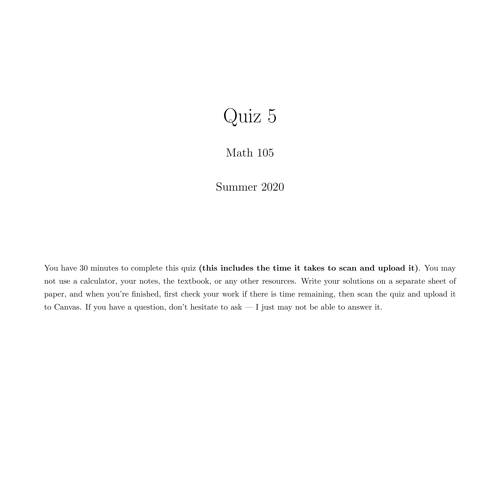 Quiz 5
Math 105
Summer 2020
You have 30 minutes to complete this quiz (this includes the time it takes to scan and upload it). You may
not use a calculator, your notes, the textbook, or any other resources. Write your solutions on a separate sheet of
paper, and when you're finished, first check your work if there is time remaining, then scan the quiz and upload it
to Canvas. If you have a question, don't hesitate to ask — I just may not be able to answer it.